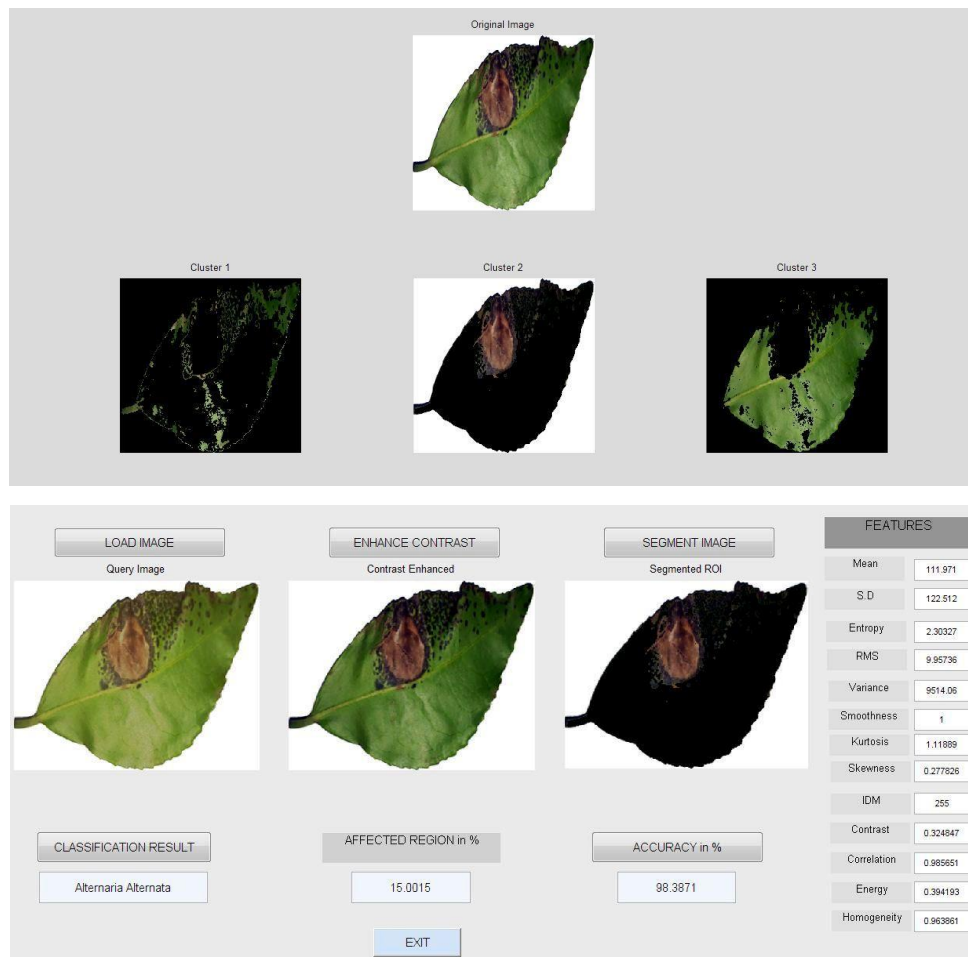 Original Image
Cluster 1
Cluster 2
Cluster 3
LOAD IMAGE
ENHANCE CONTRAST
SEGMENT IMAGE
FEATURES
Query Image
Contrast Enhanced
Segmented ROI
Mean 111.971
S.D 122.512
Entropy 2.30327
RMS 9.95736
Variance 9514.06
Smoothness 1
Kurtosis 1.11889
Skewness 0.277826
IDM 255
Contrast 0.324847
Correlation 0.985651
Energy 0.394193
Homogeneity 0.963861
CLASSIFICATION RESULT
AFFECTED REGION in %
ACCURACY in %
Alternaria Alternata
15.0015
98.3871
EXIT